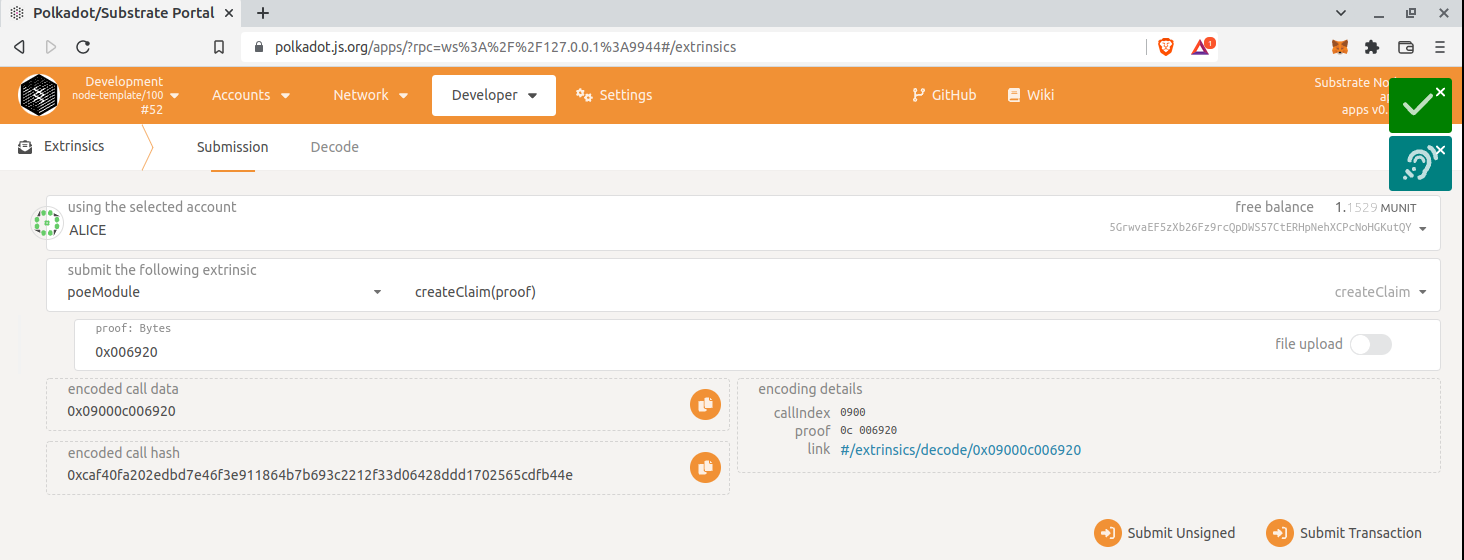 Polkadot/Substrate Portal
polkadot.js.org/apps/?rpc=ws%3A%2F%2F127.0.0.1%3A9944#/extrinsics
1
Development
node-template/100
#52
Accounts
Network
Developer
Settings
GitHub
Wiki
Substrate No
ap
apps v0.
Extrinsics
Submission
Decode
using the selected account
ALICE
free balance 1.1529 MUNIT
5GrwvaEF5zXb26Fz9rcQpDWS57CtERHpNehXCPcNoHGKutQY
submit the following extrinsic
poeModule
createClaim(proof)
createClaim
proof: Bytes
0x006920
file upload
encoded call data
0x09000c006920
encoded call hash
0xcaf40fa202edbd7e46f3e911864b7b693c2212f33d06428ddd1702565cdfb44e
encoding details
callIndex 0900
proof 0c 006920
link #/extrinsics/decode/0x09000c006920
Submit Unsigned
Submit Transaction